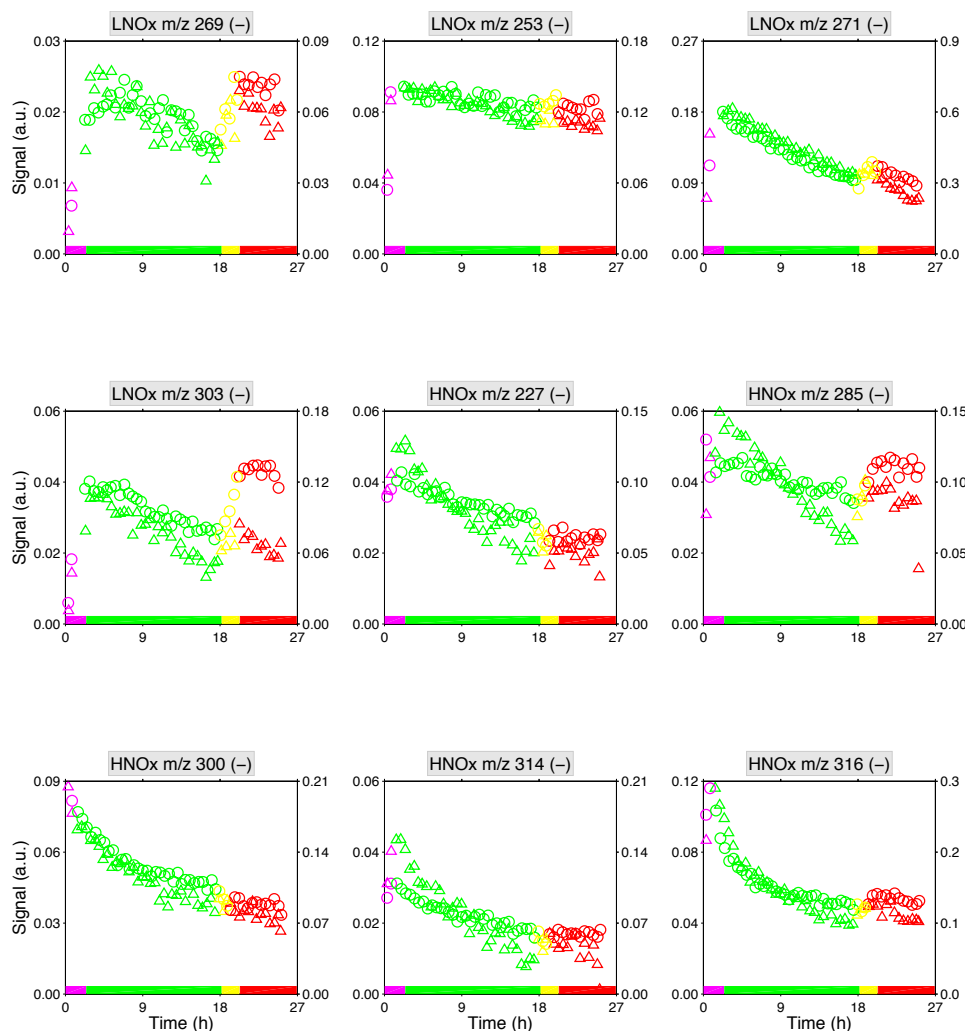 LNOx m/z 269 (−) LNOx m/z 253 (−) LNOx m/z 271 (−)
0.03 0.09 0.12 0.18 0.27 0.9
0.02 0.06 0.08 0.12 0.18 0.6
0.01 0.03 0.04 0.06 0.09 0.3
0.00 0.00 0.00 0.00 0.00 0.0
Signal (a.u.)
0 9 18 27 0 9 18 27 0 9 18 27
LNOx m/z 303 (−) HNOx m/z 227 (−) HNOx m/z 285 (−)
0.06 0.18 0.06 0.15 0.06 0.15
0.04 0.12 0.04 0.10 0.04 0.10
0.02 0.06 0.02 0.05 0.02 0.05
0.00 0.00 0.00 0.00 0.00 0.00
Signal (a.u.)
0 9 18 27 0 9 18 27 0 9 18 27
HNOx m/z 300 (−) HNOx m/z 314 (−) HNOx m/z 316 (−)
0.09 0.21 0.06 0.21 0.12 0.3
0.06 0.14 0.04 0.14 0.08 0.2
0.03 0.07 0.02 0.07 0.04 0.1
0.00 0.00 0.00 0.00 0.00 0.0
Signal (a.u.)
0 9 18 27 0 9 18 27 0 9 18 27
Time (h) Time (h) Time (h)